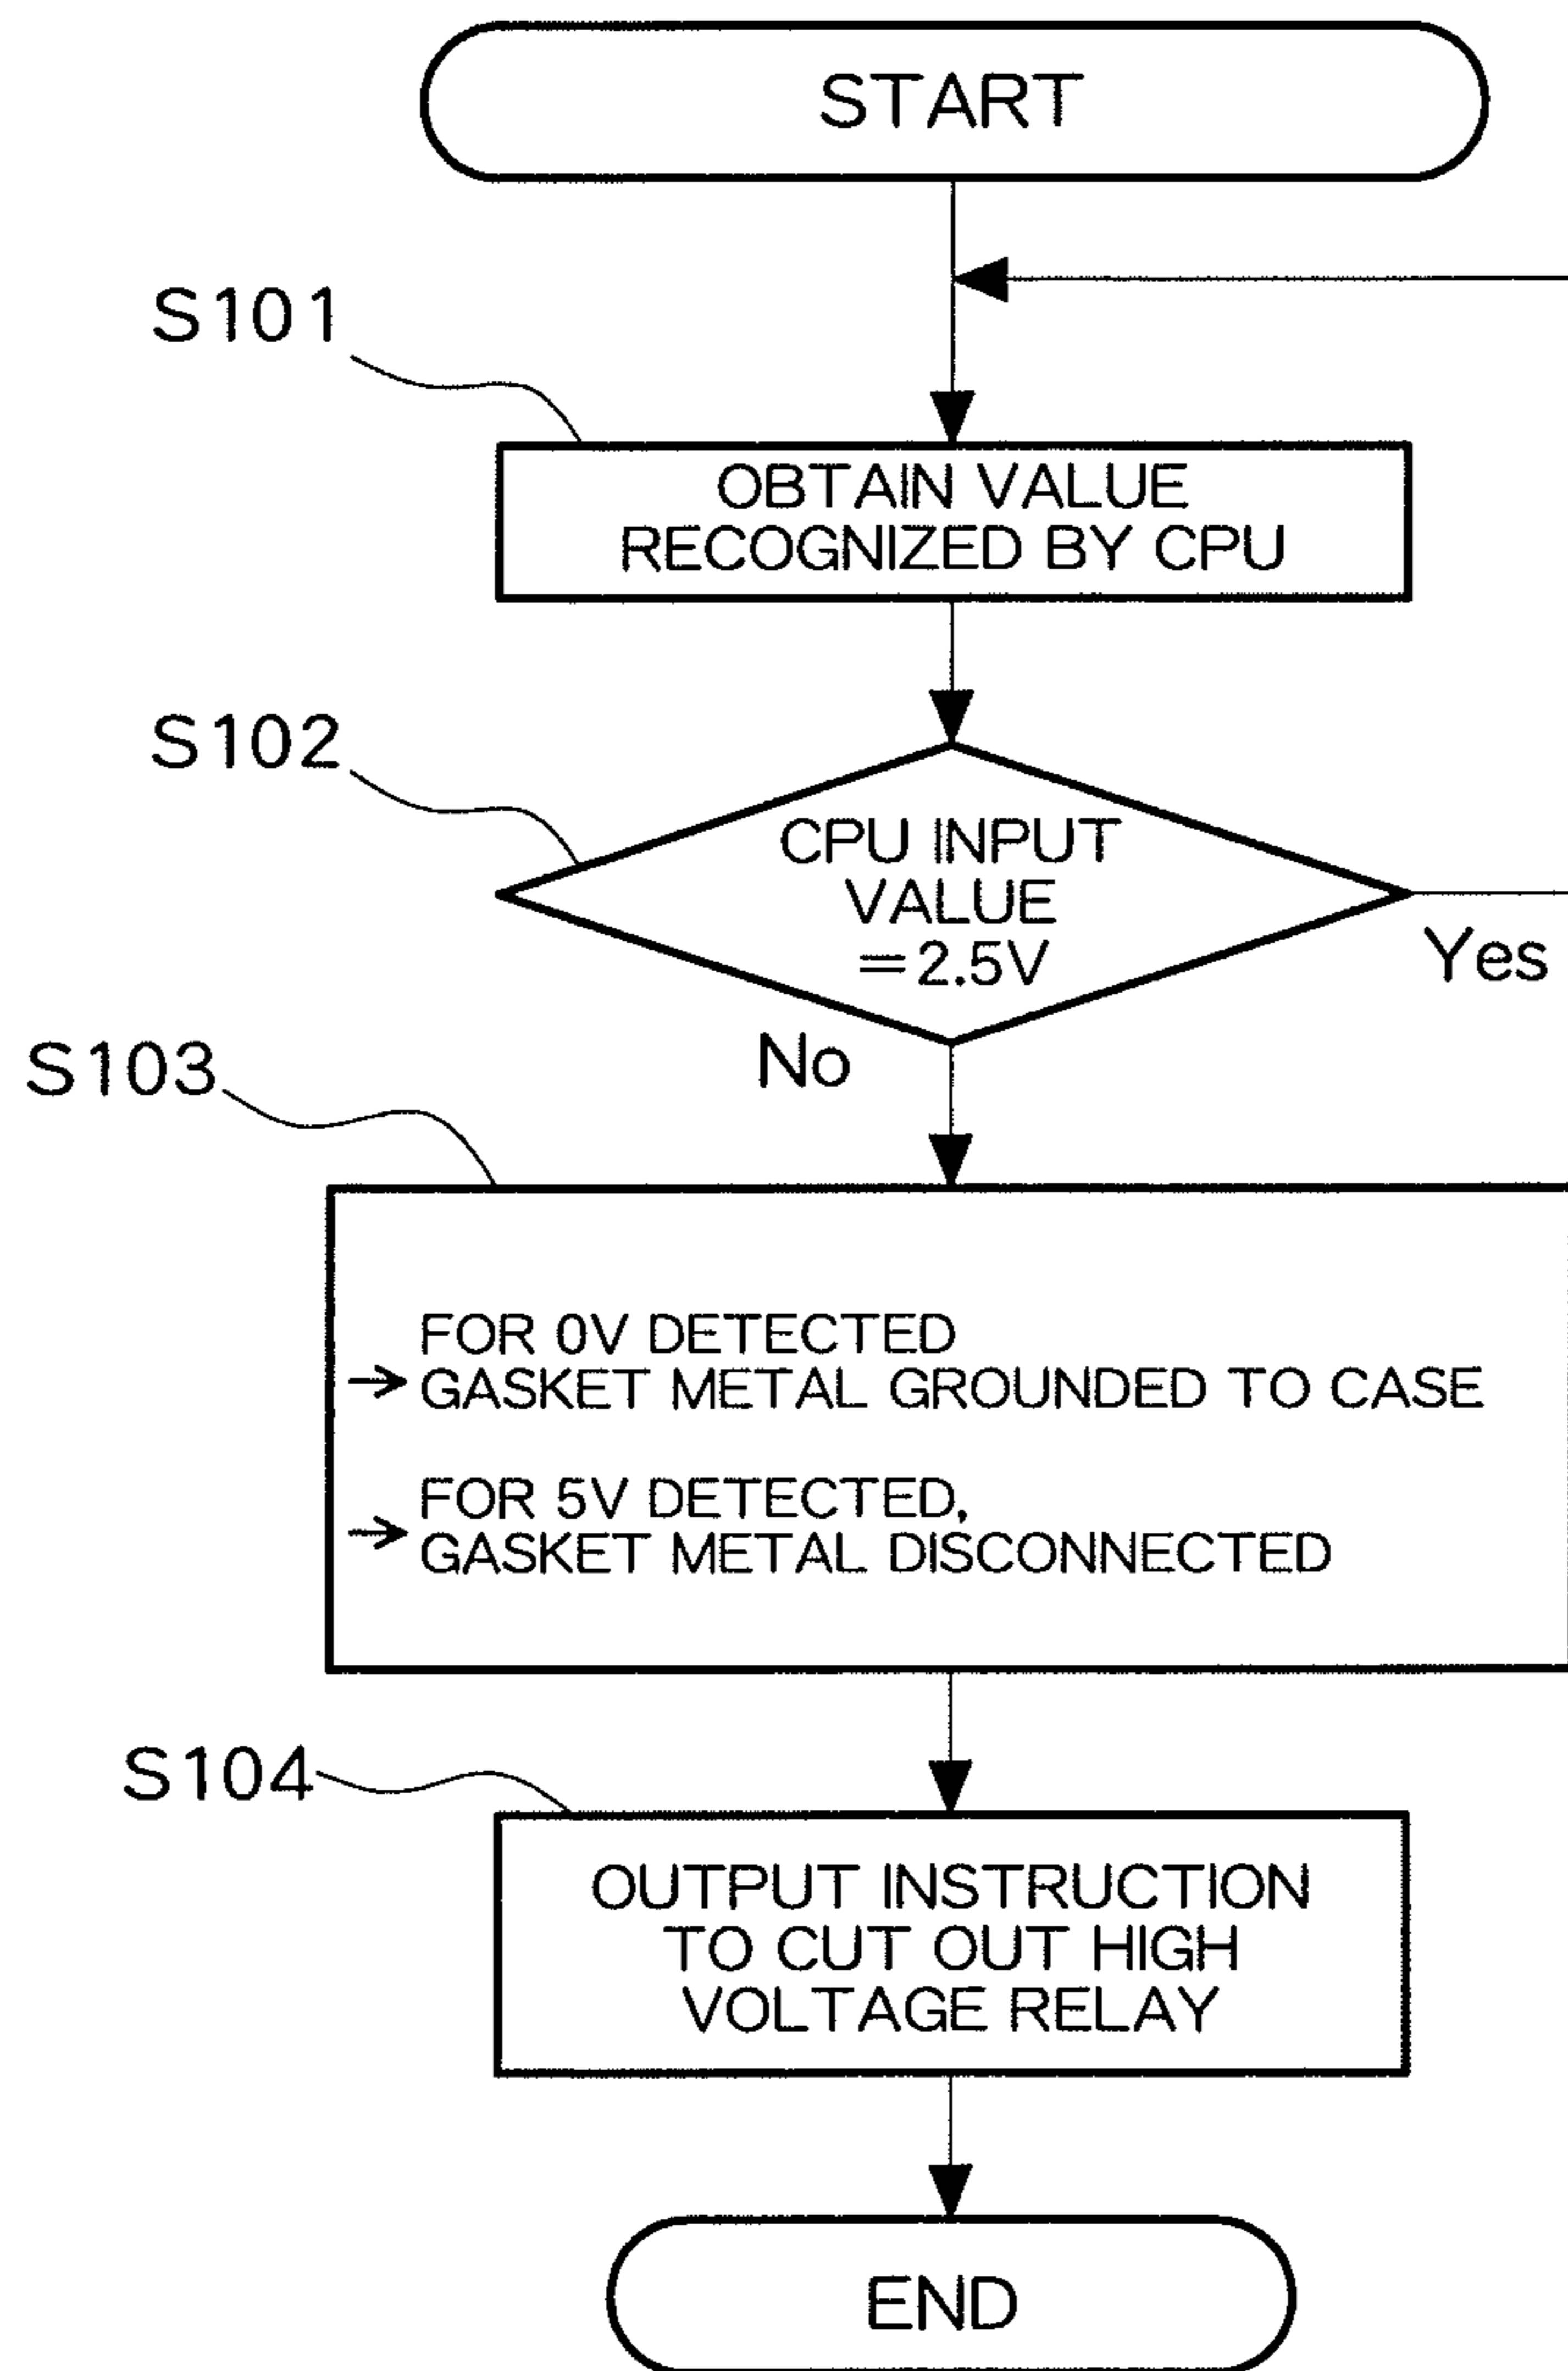 START
S101
OBTAIN VALUE
RECOGNIZED BY CPU
S102
CPU INPUT
VALUE
=2.5V
Yes
No
S103
FOR 0V DETECTED
→ GASKET METAL GROUNDED TO CASE
FOR 5V DETECTED,
→ GASKET METAL DISCONNECTED
S104
OUTPUT INSTRUCTION
TO CUT OUT HIGH
VOLTAGE RELAY
END